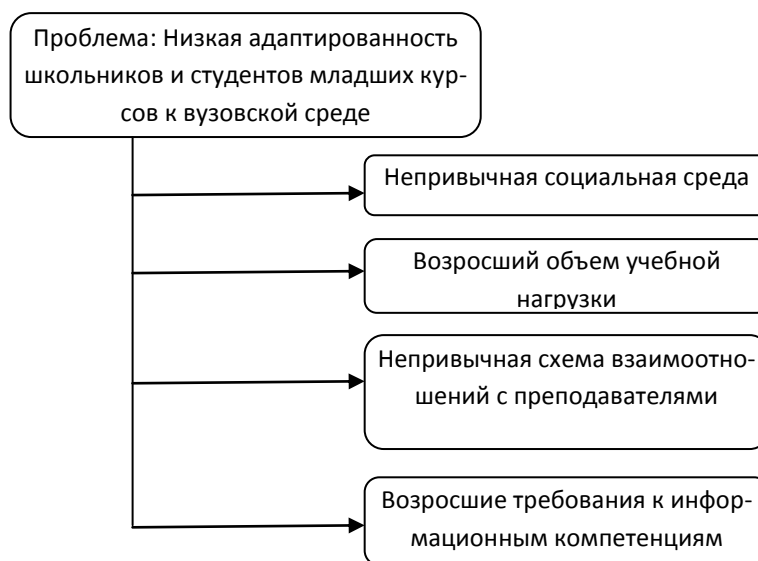 Проблема: Низкая адаптированность
школьников и студентов младших кур-
сов к вузовской среде
Непривычная социальная среда
Возросший объем учебной
нагрузки
Непривычная схема взаимоотно-
шений с преподавателями
Возросшие требования к инфор-
мационным компетенциям